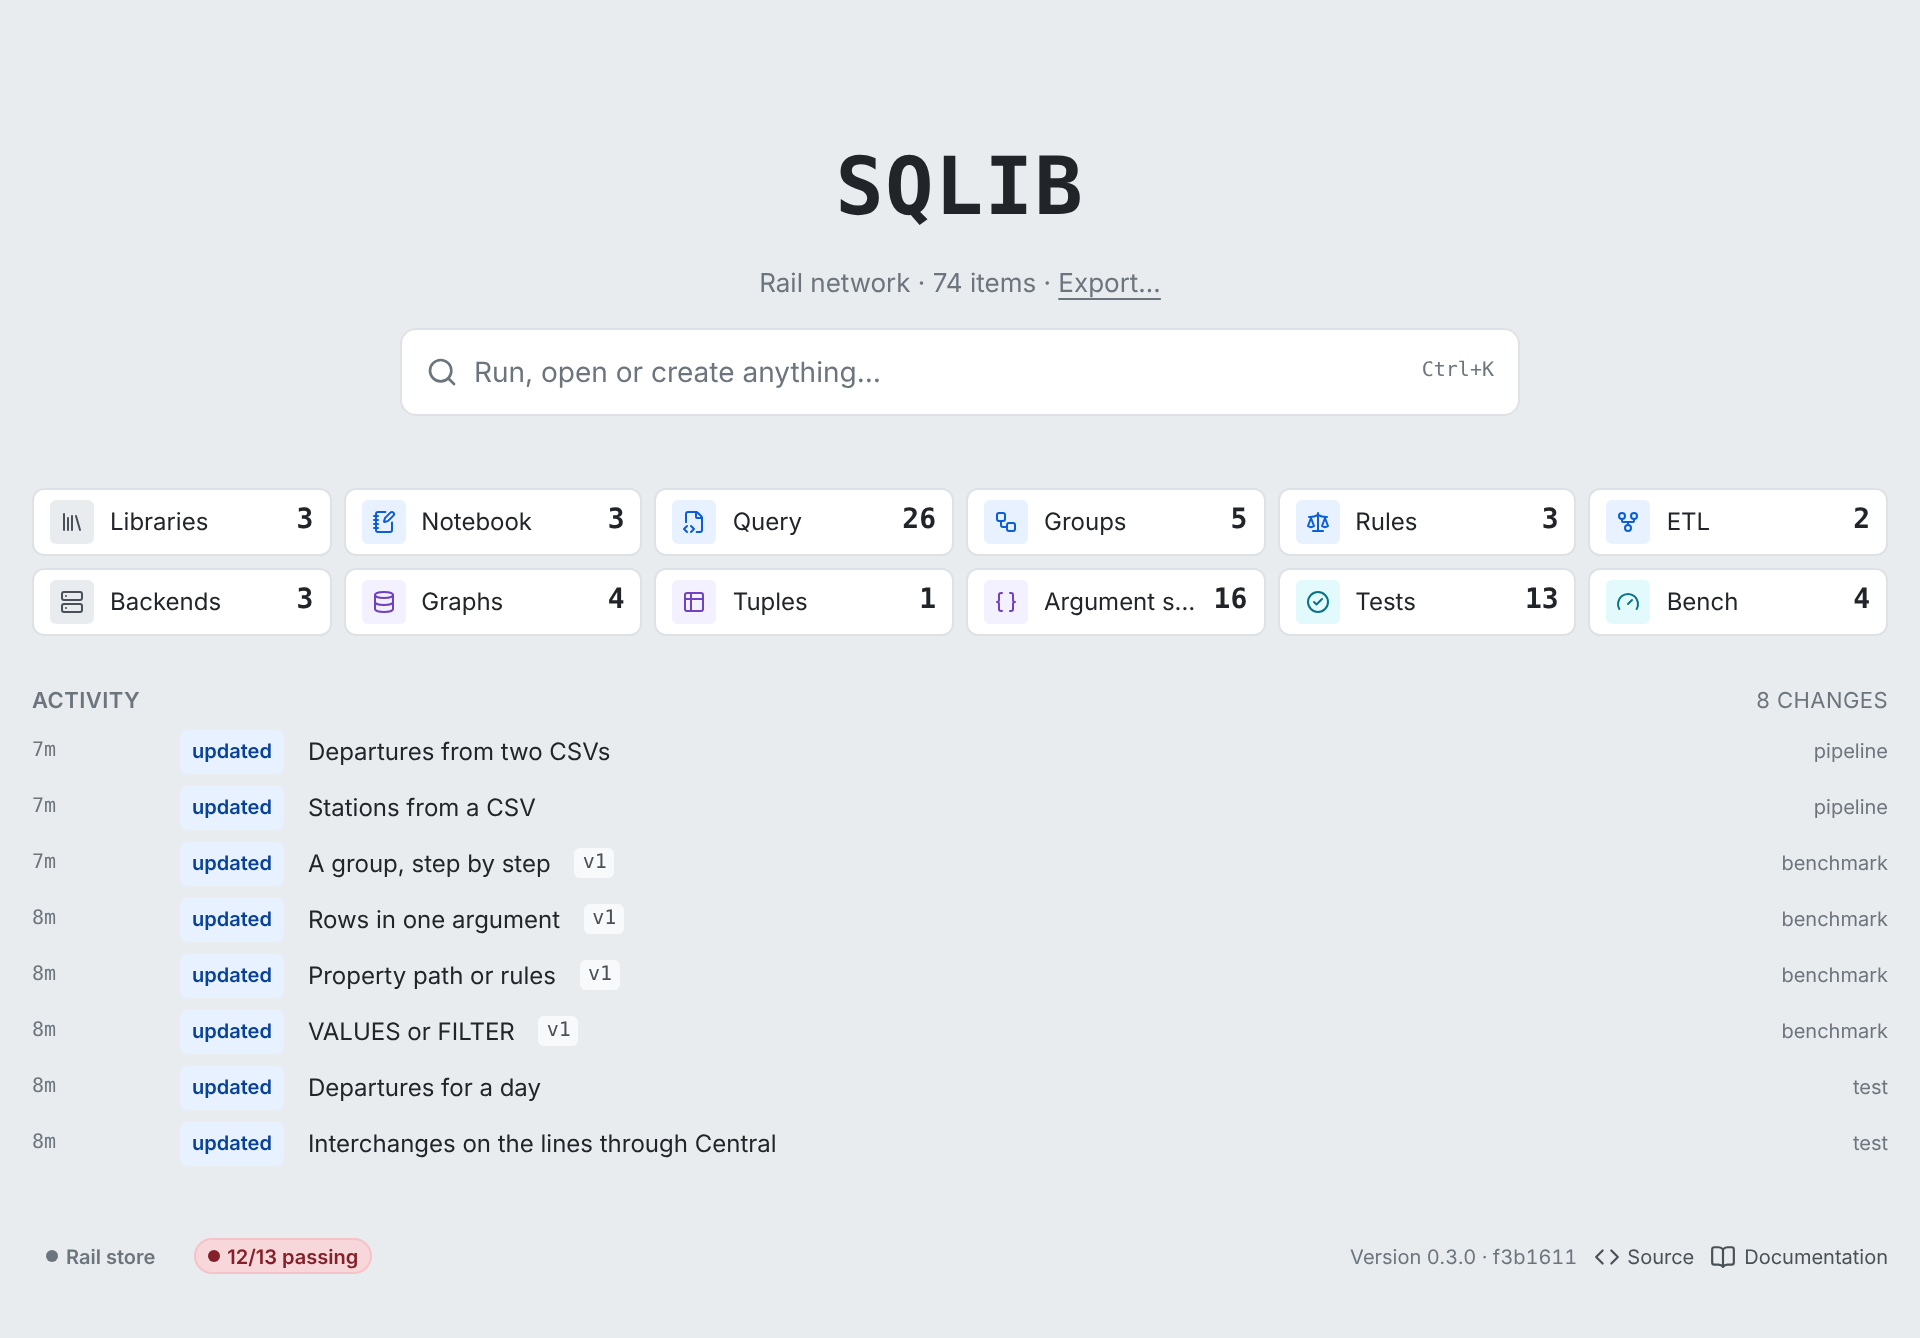 SQLIB
Rail network · 74 items · Export...
Run, open or create anything... Ctrl+K
Libraries 3 Notebook 3 Query 26 Groups 5 Rules 3 ETL 2
Backends 3 Graphs 4 Tuples 1 Argument s... 16 Tests 13 Bench 4
ACTIVITY 8 CHANGES
7m updated Departures from two CSVs pipeline
7m updated Stations from a CSV pipeline
7m updated A group, step by step v1 benchmark
8m updated Rows in one argument v1 benchmark
8m updated Property path or rules v1 benchmark
8m updated VALUES or FILTER v1 benchmark
8m updated Departures for a day test
8m updated Interchanges on the lines through Central test
Rail store 12/13 passing Version 0.3.0 · f3b1611 Source Documentation